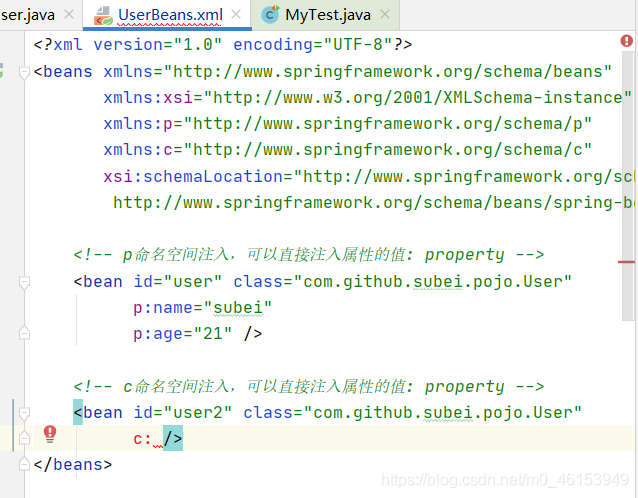 ser.java UserBeans.xml MyTest.java
<?xml version="1.0" encoding="UTF-8"?>
<beans xmlns="http://www.springframework.org/schema/beans"
xmlns:xsi="http://www.w3.org/2001/XMLSchema-instance"
xmlns:p="http://www.springframework.org/schema/p"
xmlns:c="http://www.springframework.org/schema/c"
xsi:schemaLocation="http://www.springframework.org/sc
http://www.springframework.org/schema/beans/spring-b
<!-- p命名空间注入，可以直接注入属性的值: property -->
<bean id="user" class="com.github.subei.pojo.User"
p:name="subei"
p:age="21" />
<!-- c命名空间注入，可以直接注入属性的值: property -->
<bean id="user2" class="com.github.subei.pojo.User"
c: />
</beans>
https://blog.csdn.net/m0_46153949